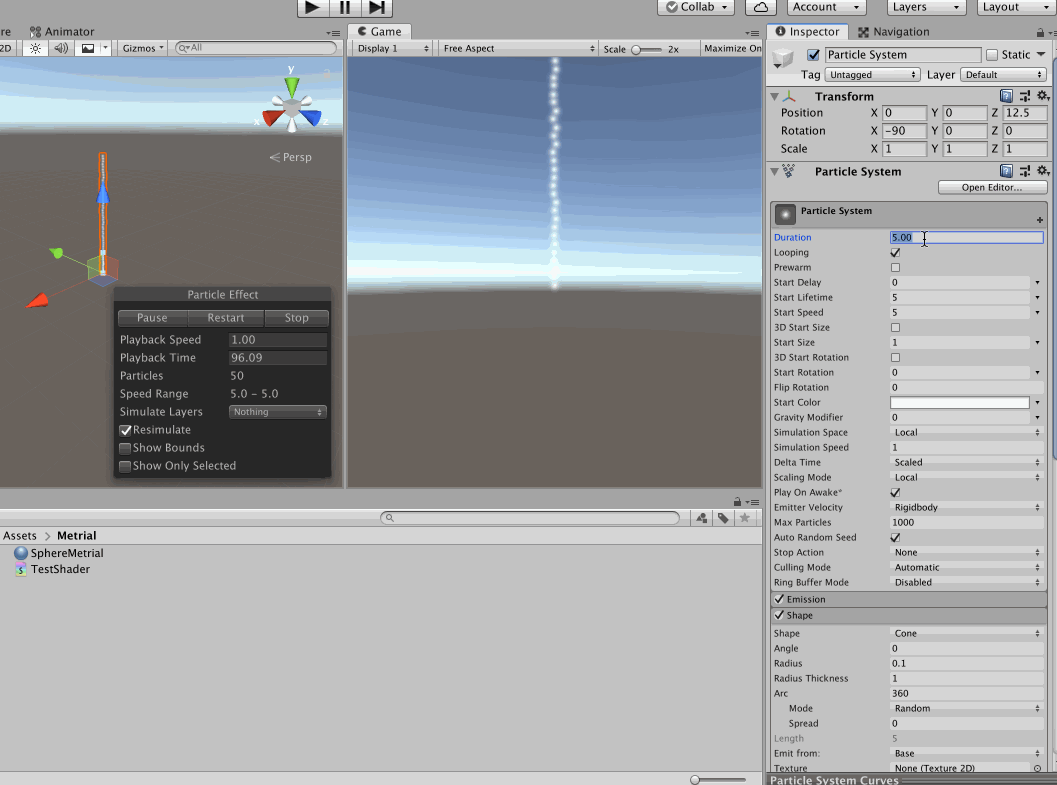 Collab
Account
Layers
Layout
re
Animator
Game
Inspector
Navigation
2D
Gizmos
All
Display 1
Free Aspect
Scale
2x
Maximize On
Particle System
Static
Tag
Untagged
Layer
Default
Transform
Position X 0 Y 0 Z 12.5
Rotation X -90 Y 0 Z 0
Scale X 1 Y 1 Z 1
Particle System
Open Editor...
Particle System
Duration 5.00
Looping
Prewarm
Start Delay 0
Start Lifetime 5
Start Speed 5
3D Start Size
Start Size 1
3D Start Rotation
Start Rotation 0
Flip Rotation 0
Start Color
Gravity Modifier 0
Simulation Space Local
Simulation Speed 1
Delta Time Scaled
Scaling Mode Local
Play On Awake*
Emitter Velocity Rigidbody
Max Particles 1000
Auto Random Seed
Stop Action None
Culling Mode Automatic
Ring Buffer Mode Disabled
Emission
Shape
Shape Cone
Angle 0
Radius 0.1
Radius Thickness 1
Arc 360
Mode Random
Spread 0
Length 5
Emit from: Base
Texture None (Texture 2D)
Particle System Curves
y
x
z
Persp
Particle Effect
Pause
Restart
Stop
Playback Speed 1.00
Playback Time 96.09
Particles 50
Speed Range 5.0 - 5.0
Simulate Layers Nothing
Resimulate
Show Bounds
Show Only Selected
Assets > Metrial
SphereMetrial
TestShader